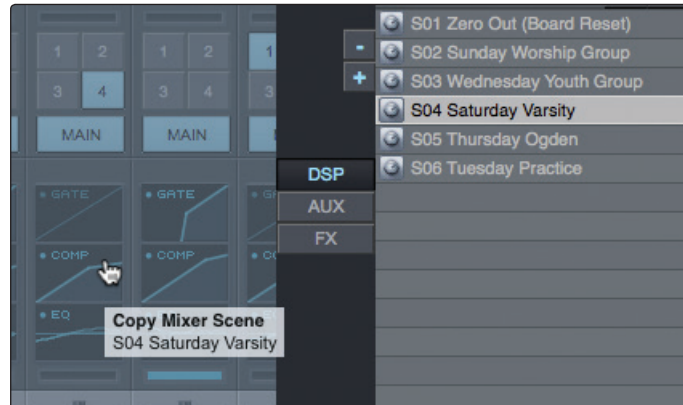 1 2 1 2 1
3 4 3 4 3
MAIN MAIN
GATE GATE
COMP COMP
EQ
Copy Mixer Scene
S04 Saturday Varsity
-
+
DSP
AUX
FX
S01 Zero Out (Board Reset)
S02 Sunday Worship Group
S03 Wednesday Youth Group
S04 Saturday Varsity
S05 Thursday Ogden
S06 Tuesday Practice